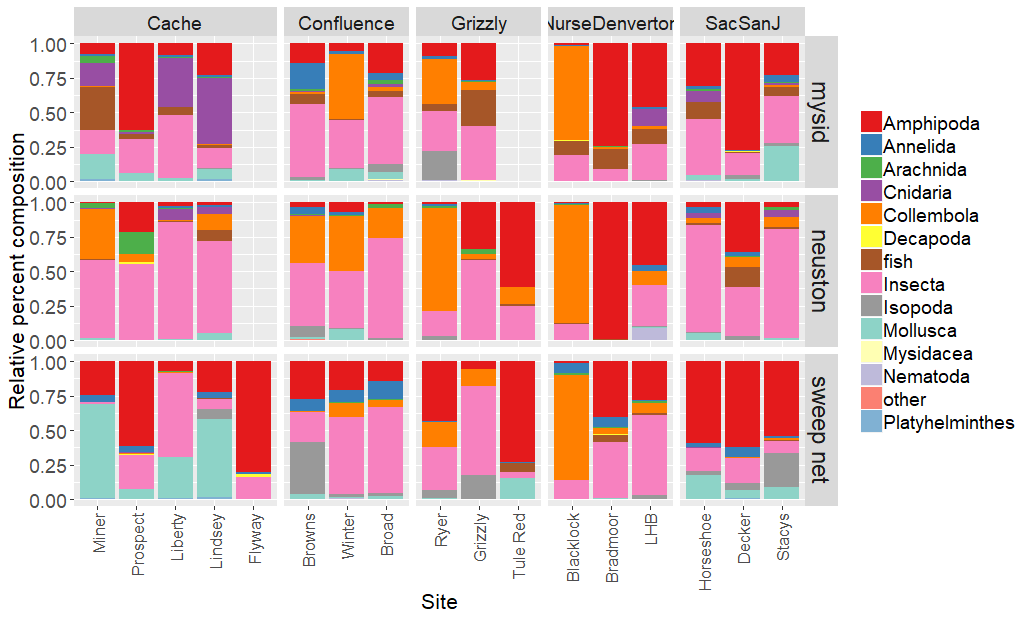 Cache Confluence Grizzly NurseDenverton SacSanJ
Relative percent composition
1.00
0.75
0.50
0.25
0.00
mysid
1.00
0.75
0.50
0.25
0.00
neuston
1.00
0.75
0.50
0.25
0.00
sweep net
Miner Prospect Liberty Lindsey Flyway Browns Winter Broad Ryer Grizzly Tule Red Blacklock Bradmoor LHB Horseshoe Decker Stacys
Site
Amphipoda
Annelida
Arachnida
Cnidaria
Collembola
Decapoda
fish
Insecta
Isopoda
Mollusca
Mysidacea
Nematoda
other
Platyhelminthes